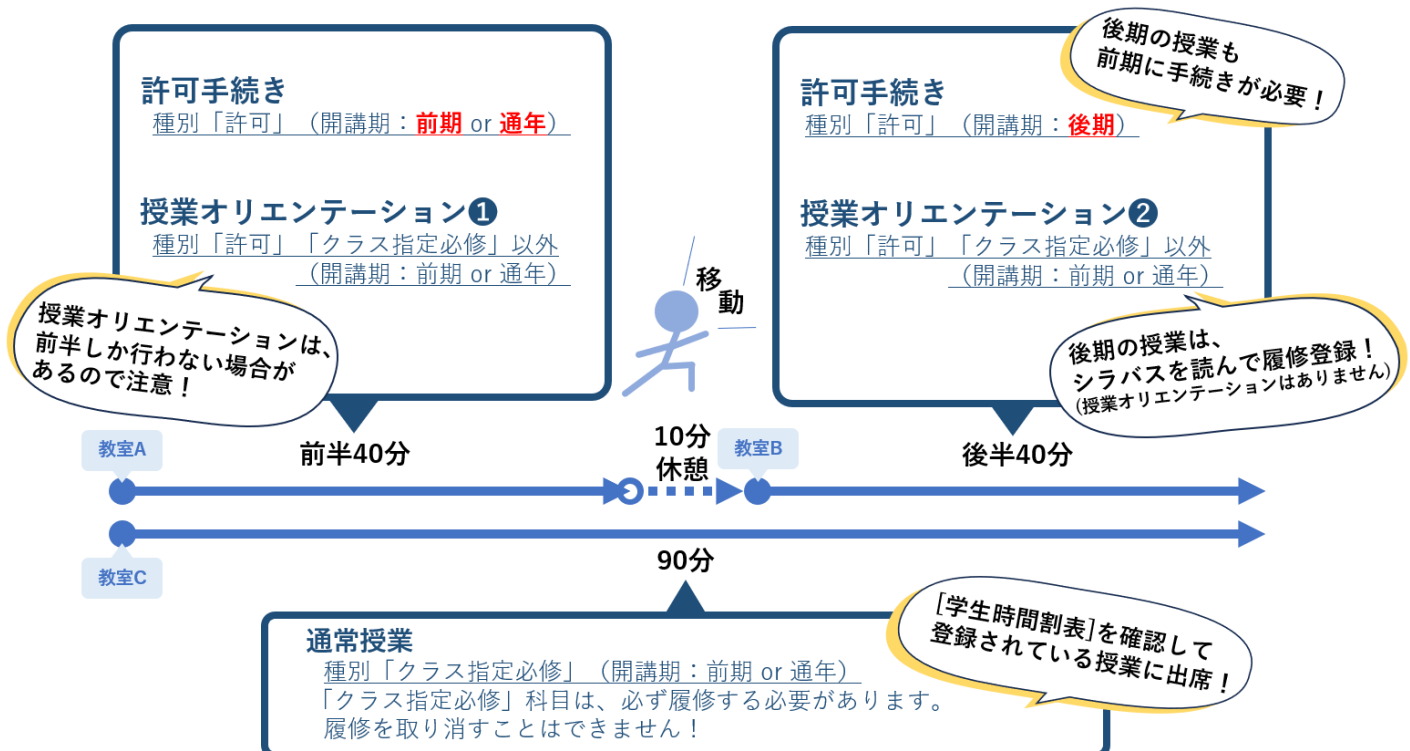 許可手続き
種別「許可」（開講期：前期 or 通年）
授業オリエンテーション❶
種別「許可」「クラス指定必修」以外
（開講期：前期 or 通年）
授業オリエンテーションは、
前半しか行わない場合が
あるので注意！
移動
許可手続き
種別「許可」（開講期：後期）
後期の授業も
前期に手続きが必要！
授業オリエンテーション❷
種別「許可」「クラス指定必修」以外
（開講期：前期 or 通年）
後期の授業は、
シラバスを読んで履修登録！
(授業オリエンテーションはありません)
教室A
前半40分
10分
休憩
教室B
後半40分
教室C
90分
通常授業
種別「クラス指定必修」（開講期：前期 or 通年）
「クラス指定必修」科目は、必ず履修する必要があります。
履修を取り消すことはできません！
[学生時間割表]を確認して
登録されている授業に出席！